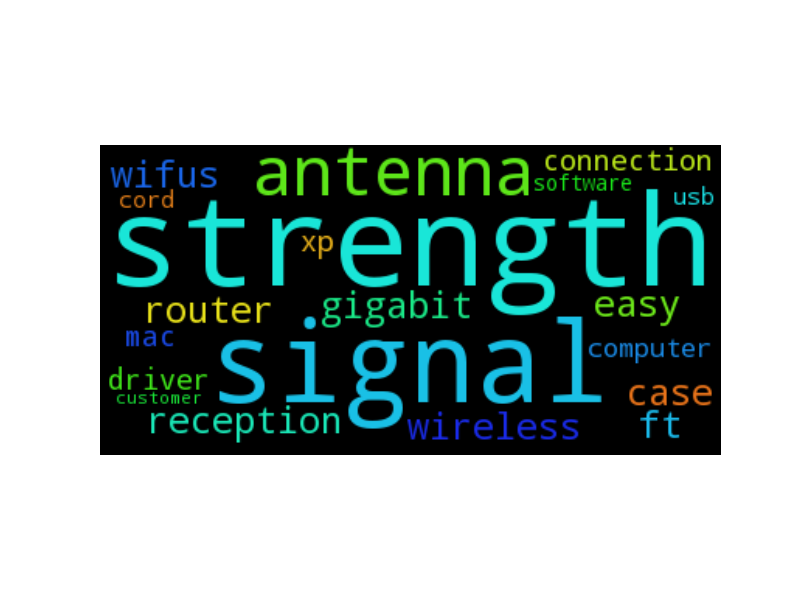 wifus antenna connection
cord software usb
strength
xp
router gigabit easy
mac signal computer
driver case
customer
reception wireless ft